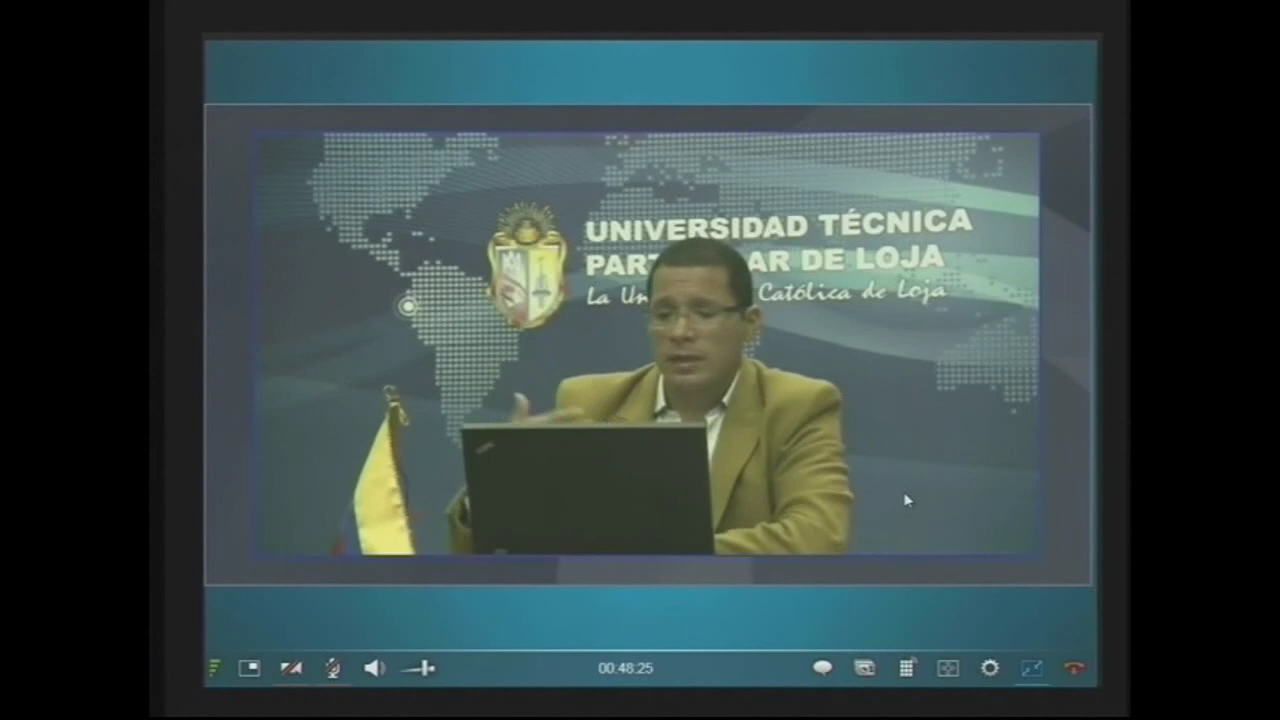 UNIVERSIDAD TÉCNICA
PART AR DE LOJA
La Un Católica de Loja
00:48:25